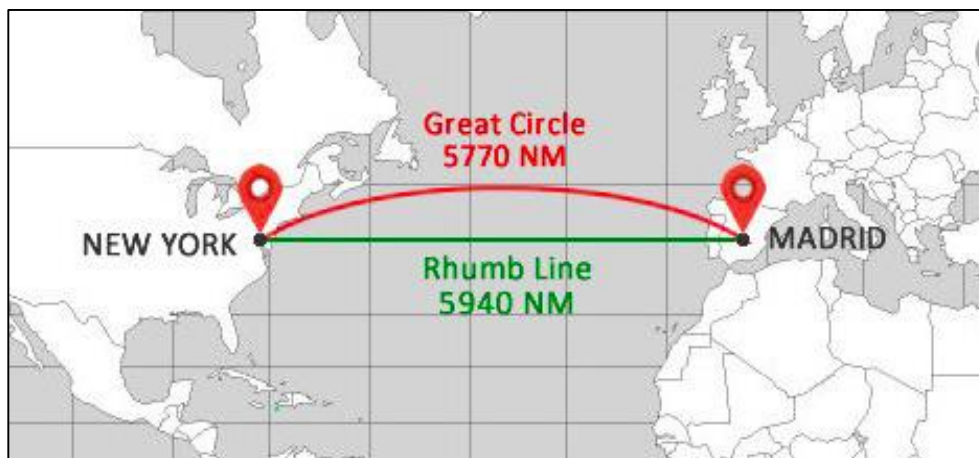 Great Circle
5770 NM
NEW YORK
MADRID
Rhumb Line
5940 NM